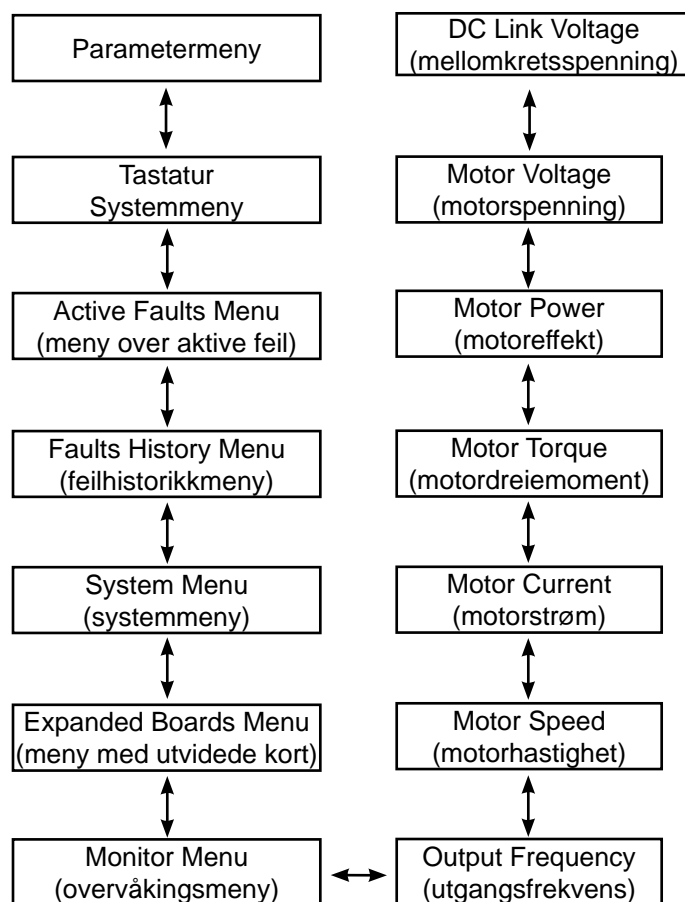 Parametermeny
Tastatur
Systemmeny
Active Faults Menu
(meny over aktive feil)
Faults History Menu
(feilhistorikkmeny)
System Menu
(systemmeny)
Expanded Boards Menu
(meny med utvidede kort)
Monitor Menu
(overvåkingsmeny)
DC Link Voltage
(mellomkretsspenning)
Motor Voltage
(motorspenning)
Motor Power
(motoreffekt)
Motor Torque
(motordreiemoment)
Motor Current
(motorstrøm)
Motor Speed
(motorhastighet)
Output Frequency
(utgangsfrekvens)